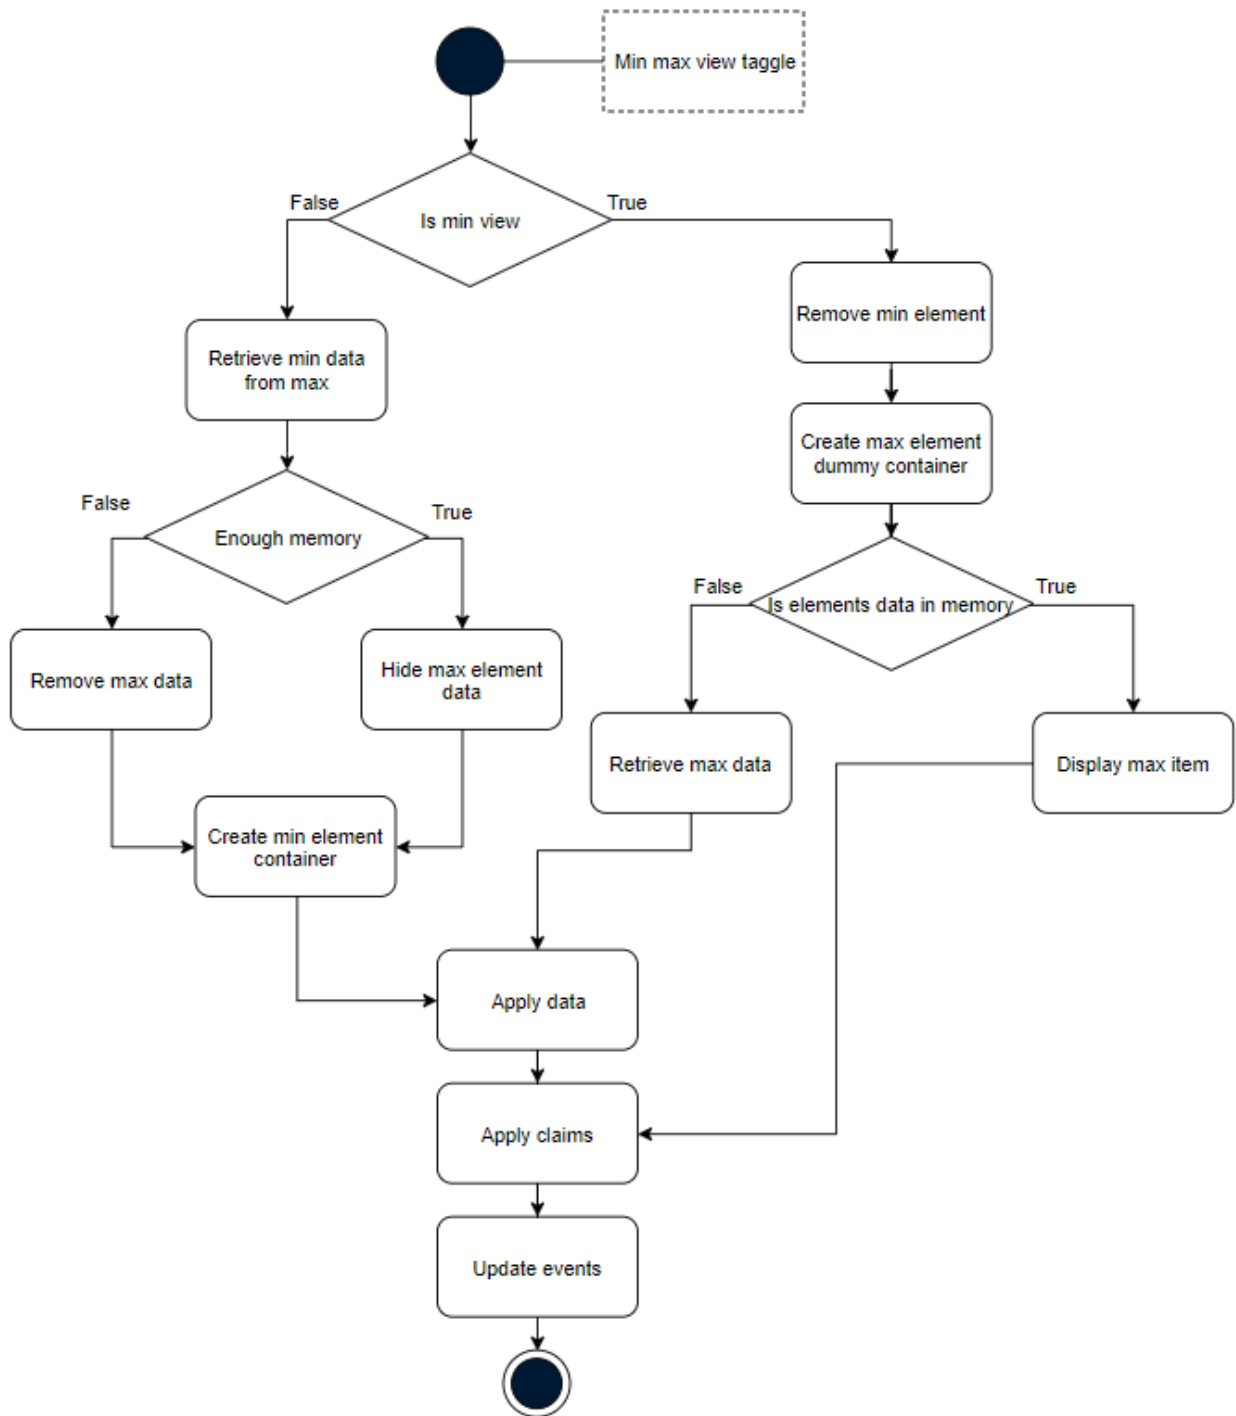 Min max view taggle
False
True
Is min view
Remove min element
Retrieve min data
from max
Create max element
dummy container
False
True
Enough memory
False
True
Is elements data in memory
Remove max data
Hide max element
data
Retrieve max data
Display max item
Create min element
container
Apply data
Apply claims
Update events